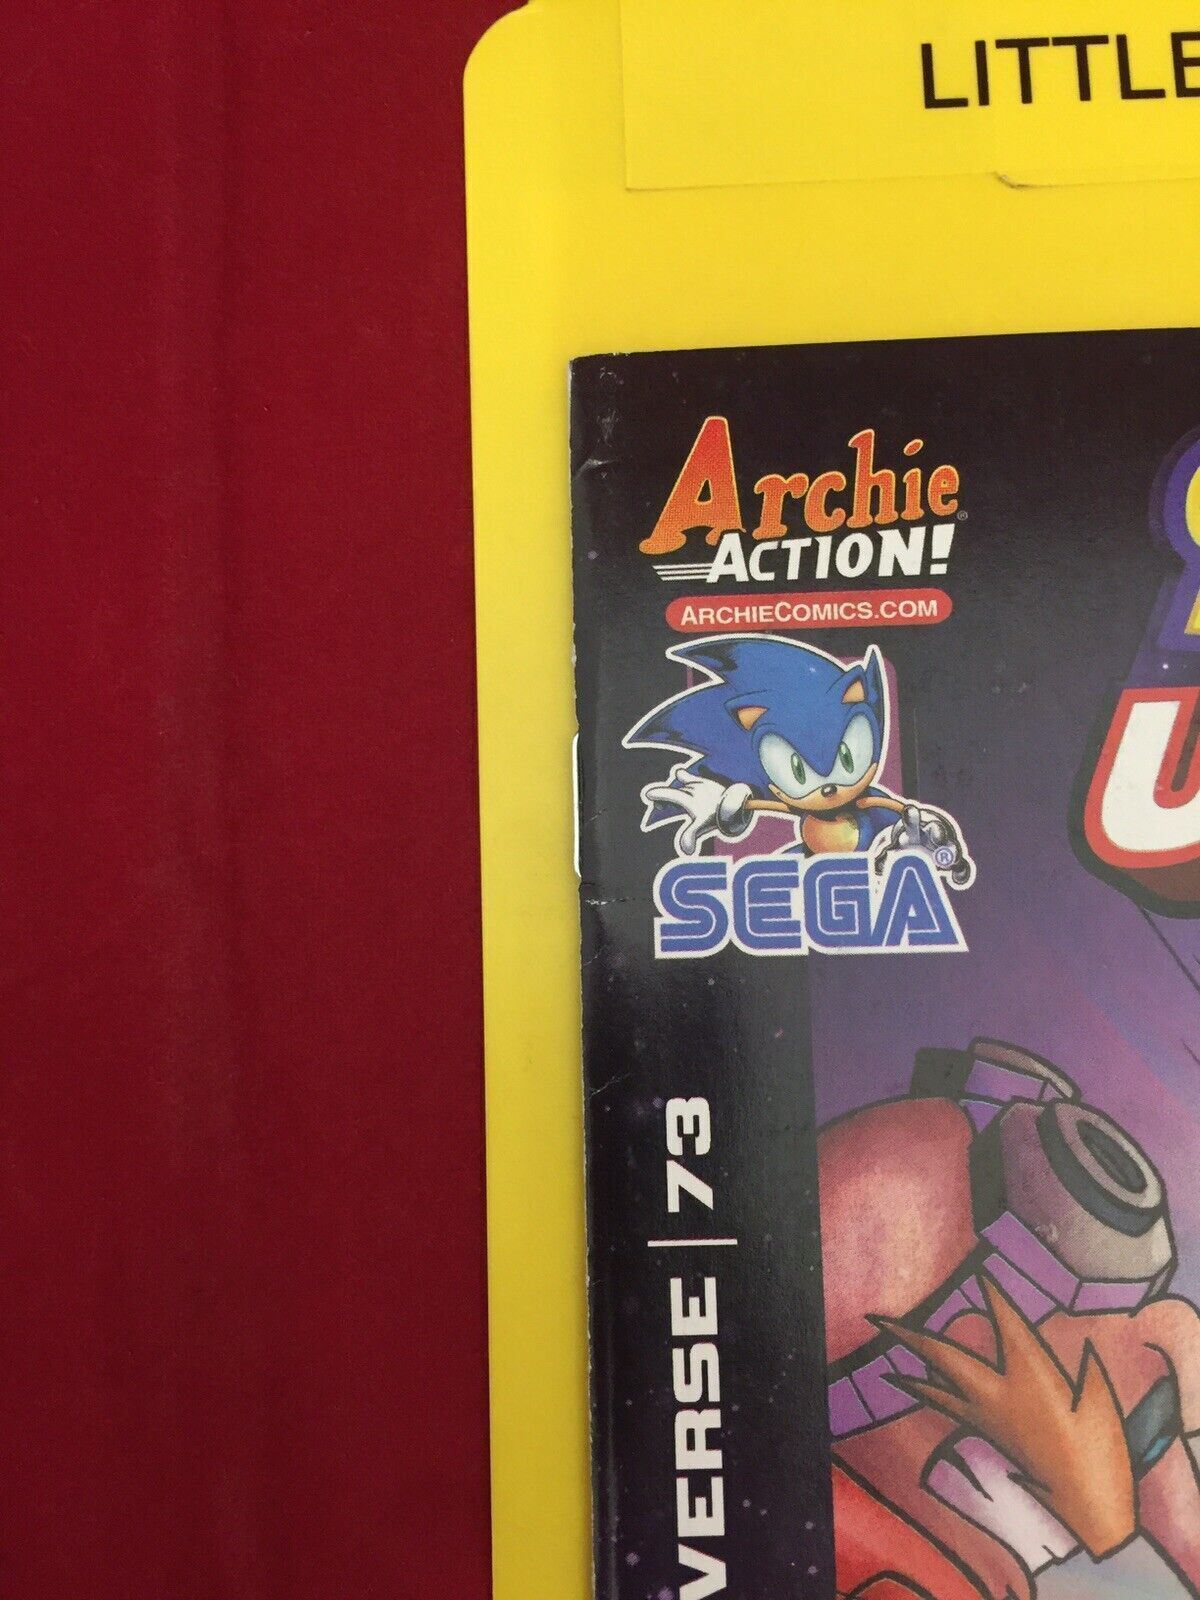 LITTLE
Archie
ACTION!
ARCHIECOMICS.COM
U
SEGA®
VERSE | 73